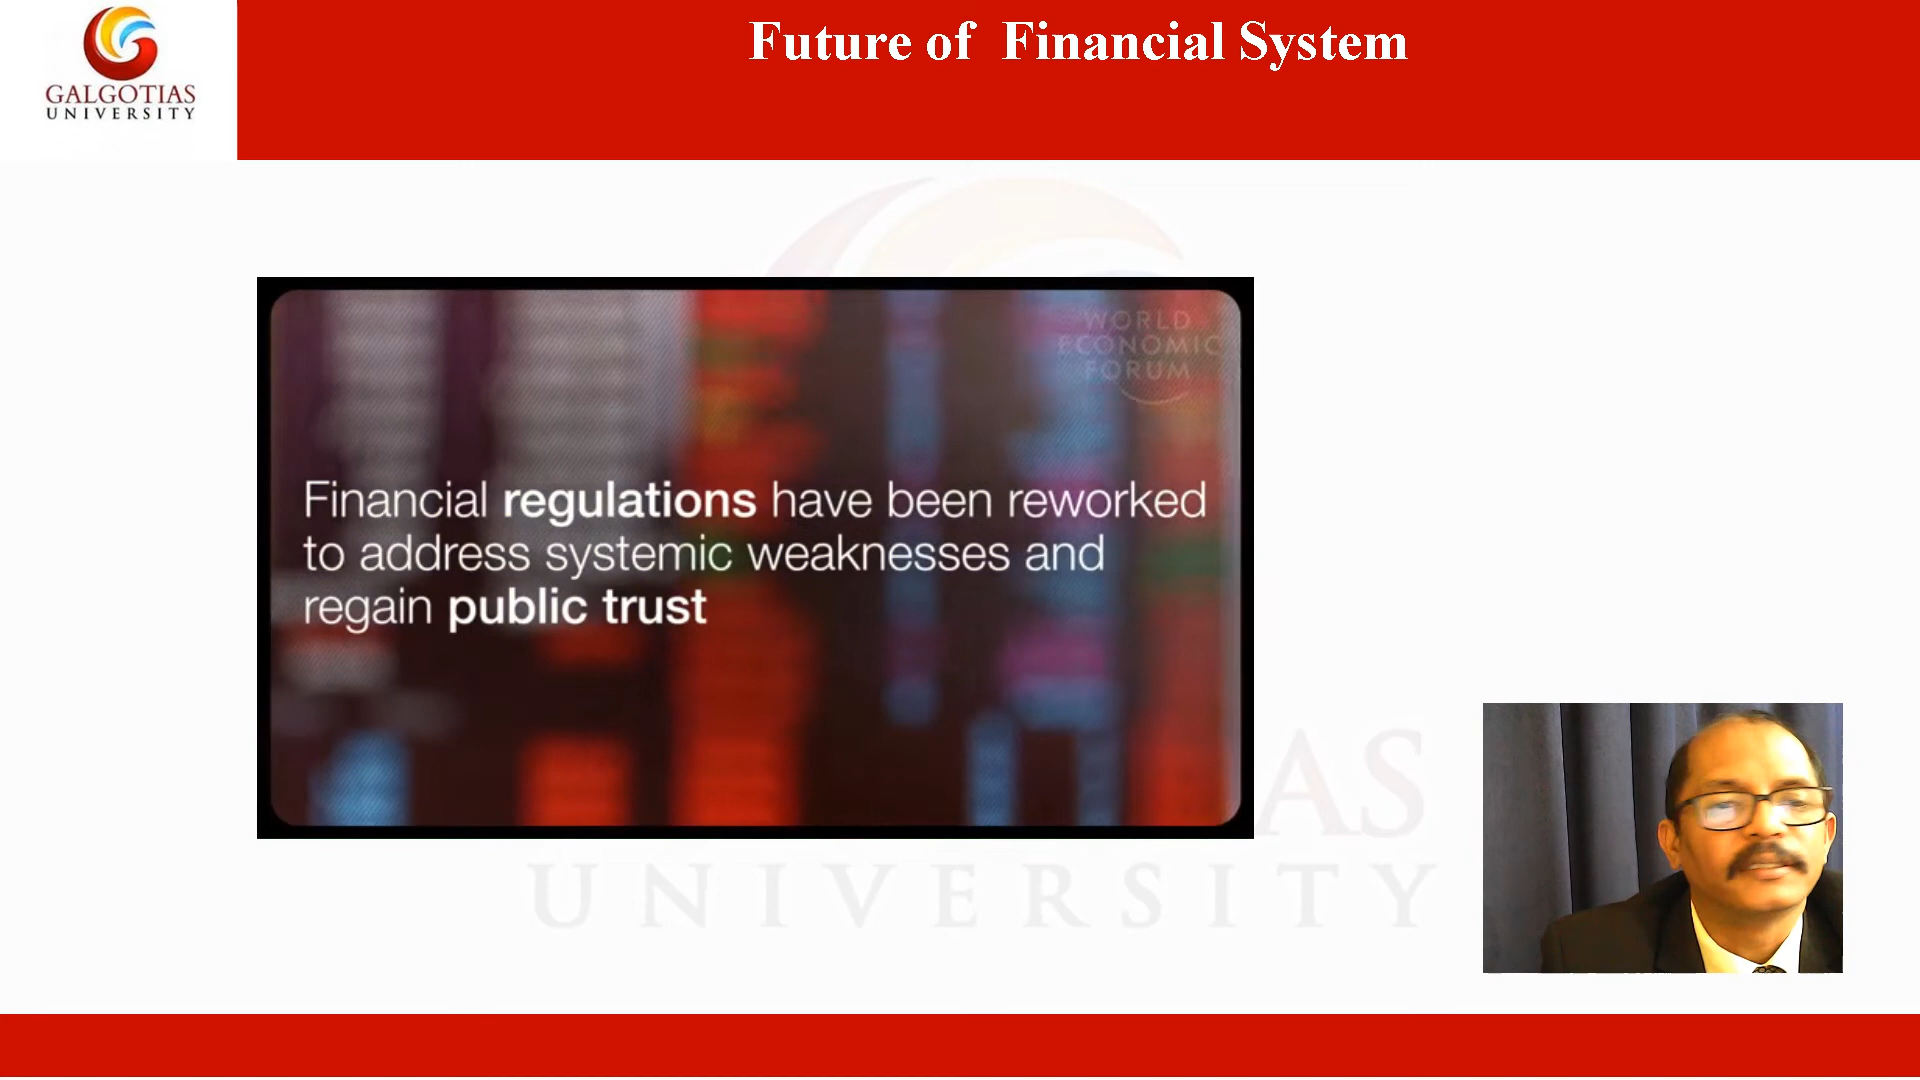 GALGOTIAS
UNIVERSITY
Future of  Financial System
WORLD
ECONOMIC
FORUM
Financial regulations have been reworked
to address systemic weaknesses and
regain public trust
AS
UNIVERSITY